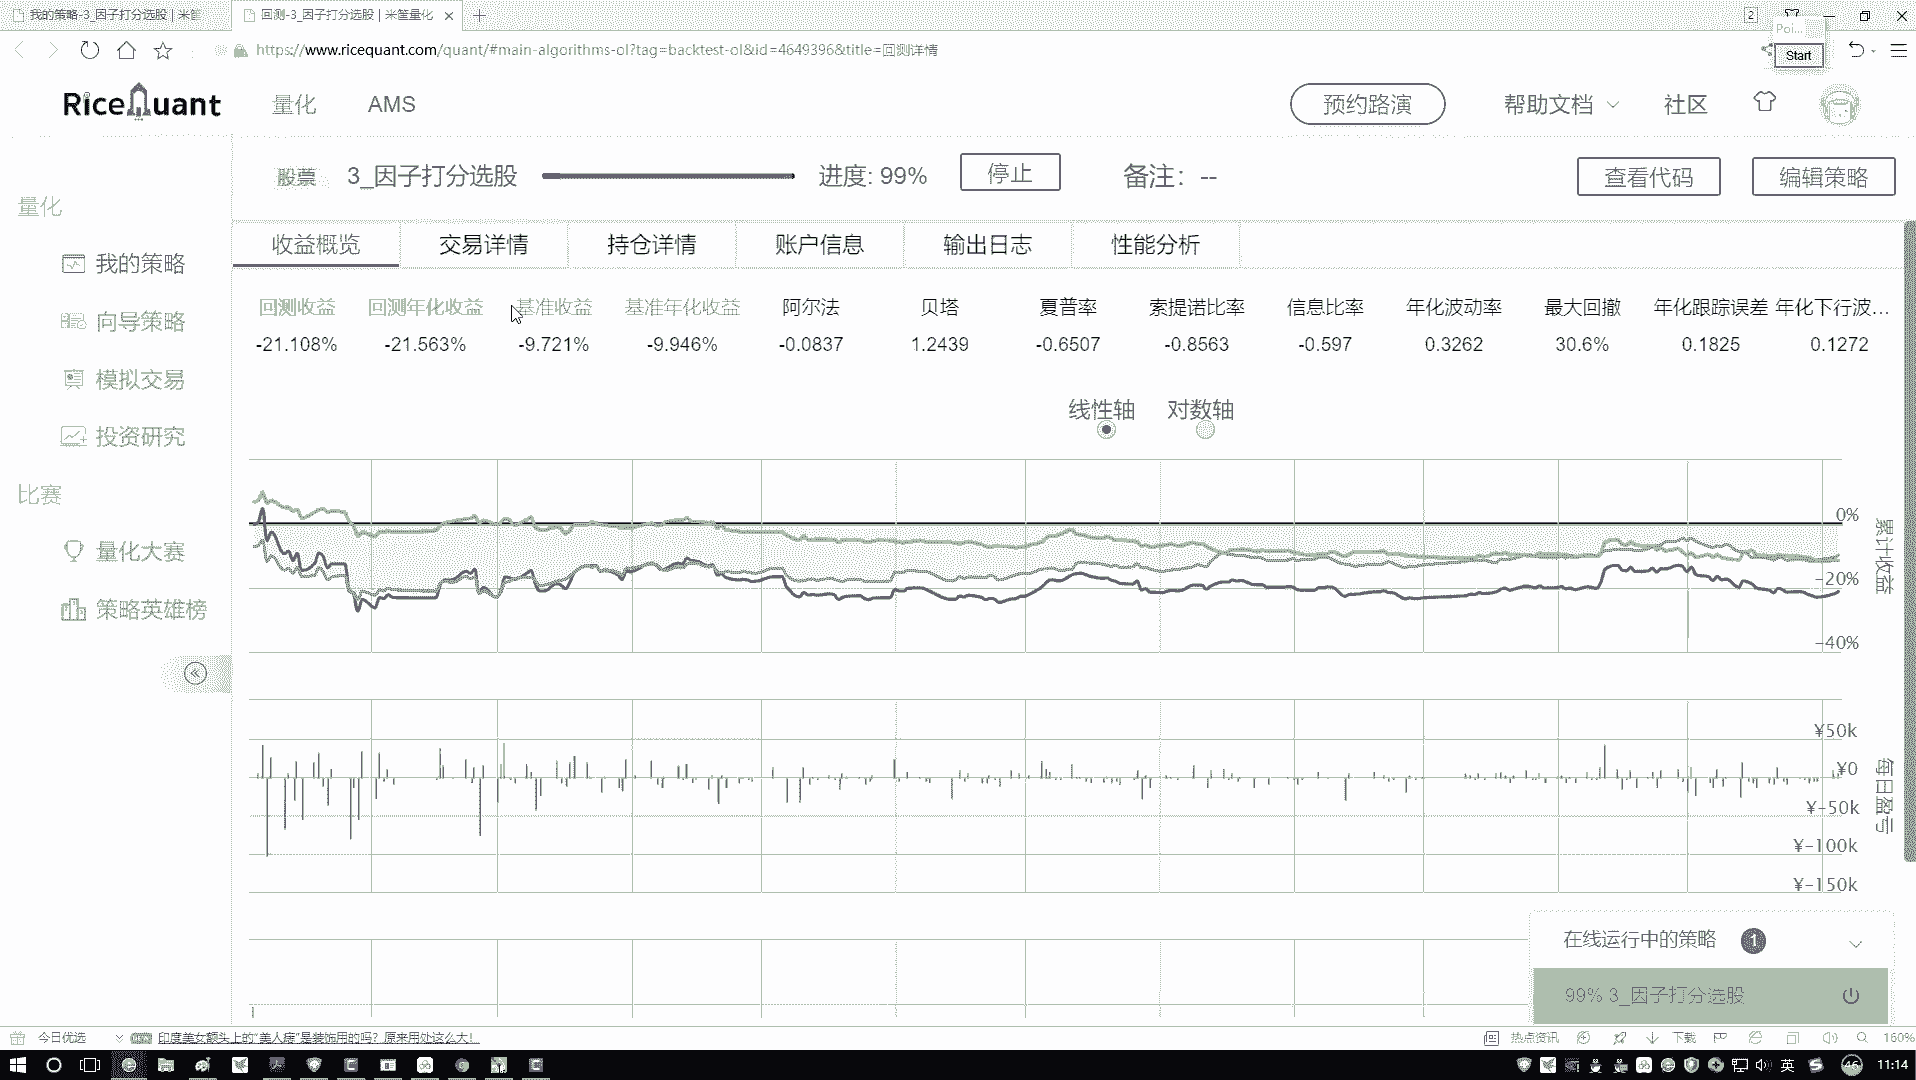 我的策略-3_因子打分选股 | 米筐
回测-3_因子打分选股 | 米筐量化
2
https://www.ricequant.com/quant/#main-algorithms-ol?tag=backtest-ol&id=4649396&title=回测详情
Poi...
Start
RiceQuant
量化
AMS
预约路演
帮助文档
社区
股票
3_因子打分选股
进度: 99%
停止
备注: --
查看代码
编辑策略
量化
我的策略
向导策略
模拟交易
投资研究
比赛
量化大赛
策略英雄榜
收益概览
交易详情
持仓详情
账户信息
输出日志
性能分析
回测收益 回测年化收益 基准收益 基准年化收益 阿尔法 贝塔 夏普率 索提诺比率 信息比率 年化波动率 最大回撤 年化跟踪误差 年化下行波...
-21.108% -21.563% -9.721% -9.946% -0.0837 1.2439 -0.6507 -0.8563 -0.597 0.3262 30.6% 0.1825 0.1272
线性轴 对数轴
0%
-20%
-40%
累计收益
¥50k
¥0
¥-50k
¥-100k
¥-150k
每日盈亏
在线运行中的策略 1
99% 3_因子打分选股
今日优选
印度美女额头上的“美人痣”是装饰用的吗？原来用处这么大！
热点资讯
下载
160%
英
46
11:14